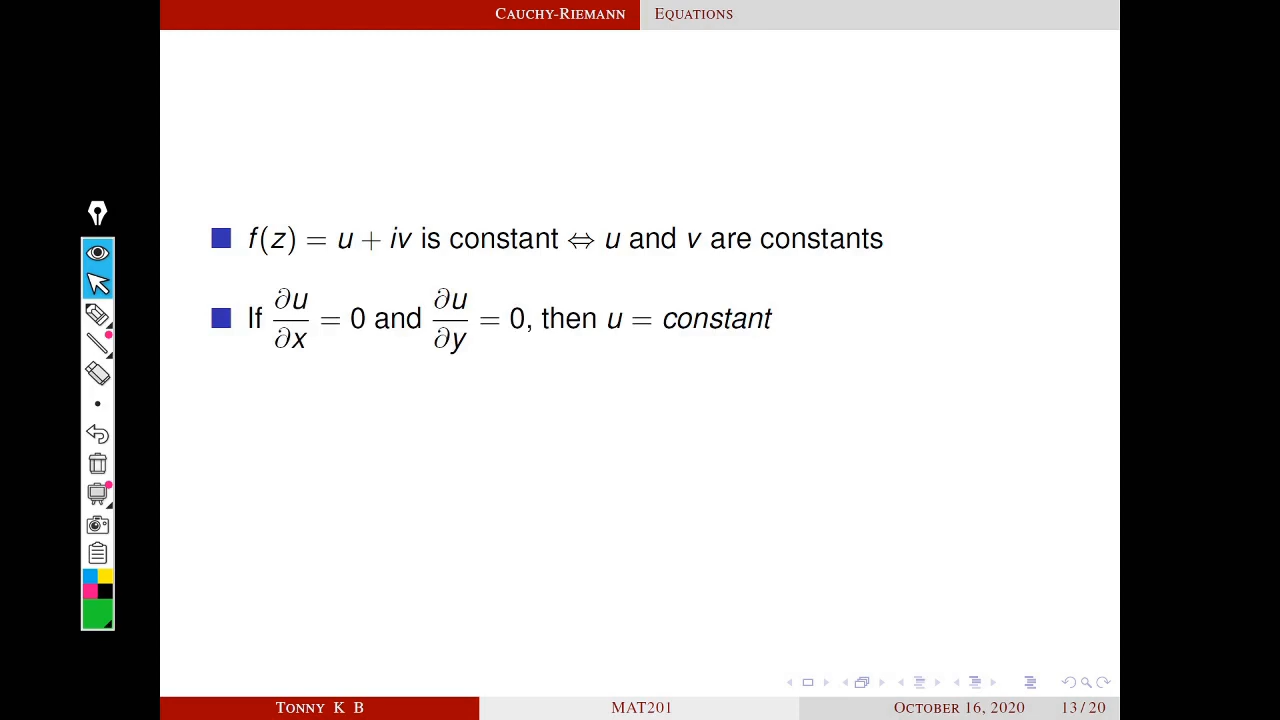 CAUCHY-RIEMANN EQUATIONS
f(z) = u + iv is constant ⇔ u and v are constants
If ∂u/∂x = 0 and ∂u/∂y = 0, then u = constant
TONNY K B MAT201 OCTOBER 16, 2020 13 / 20